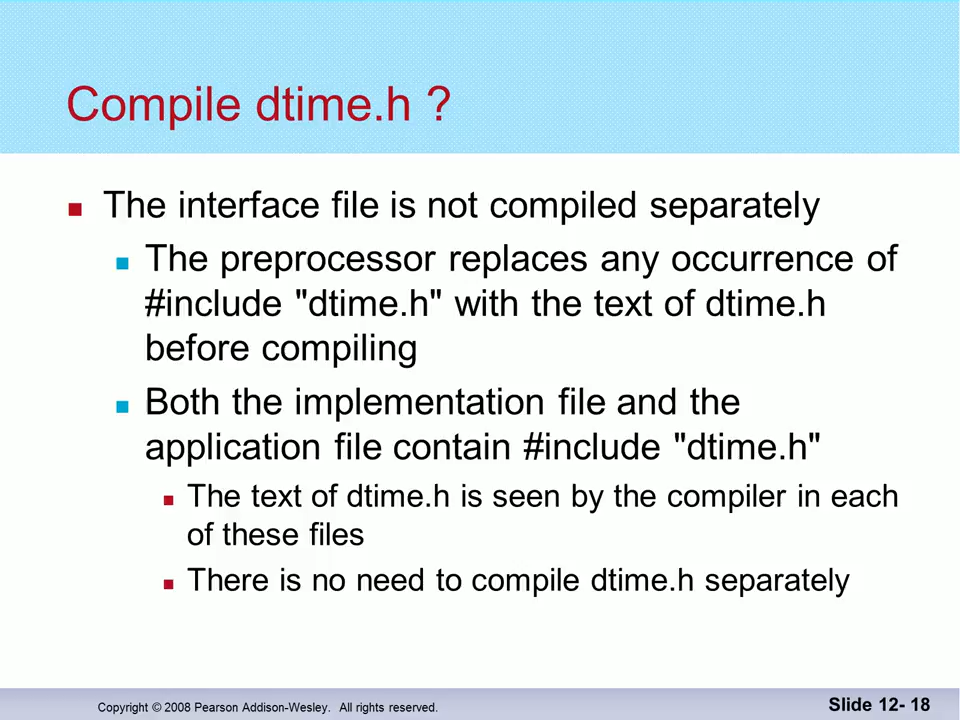 Compile dtime.h ?
The interface file is not compiled separately
The preprocessor replaces any occurrence of
#include "dtime.h" with the text of dtime.h
before compiling
Both the implementation file and the
application file contain #include "dtime.h"
The text of dtime.h is seen by the compiler in each
of these files
There is no need to compile dtime.h separately
Copyright © 2008 Pearson Addison-Wesley. All rights reserved.
Slide 12- 18